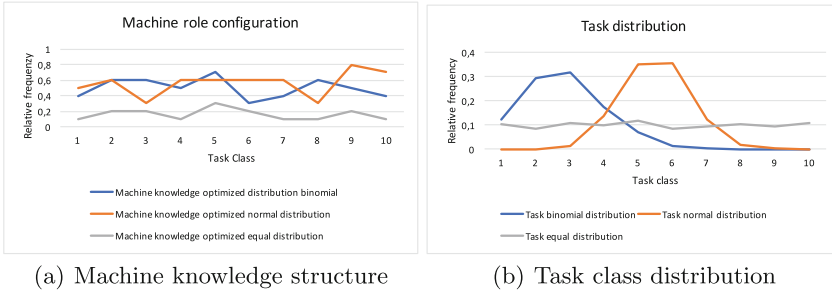 Machine role configuration
Relative frequenzy
1
0,8
0,6
0,4
0,2
0
1 2 3 4 5 6 7 8 9 10
Task Class
Machine knowledge optimized distribution binomial
Machine knowledge optimized normal distribution
Machine knowledge optimized equal distribution
(a) Machine knowledge structure
Task distribution
Relative frequency
0,4
0,3
0,2
0,1
0
1 2 3 4 5 6 7 8 9 10
Task class
Task binomial distribution Task normal distribution
Task equal distribution
(b) Task class distribution